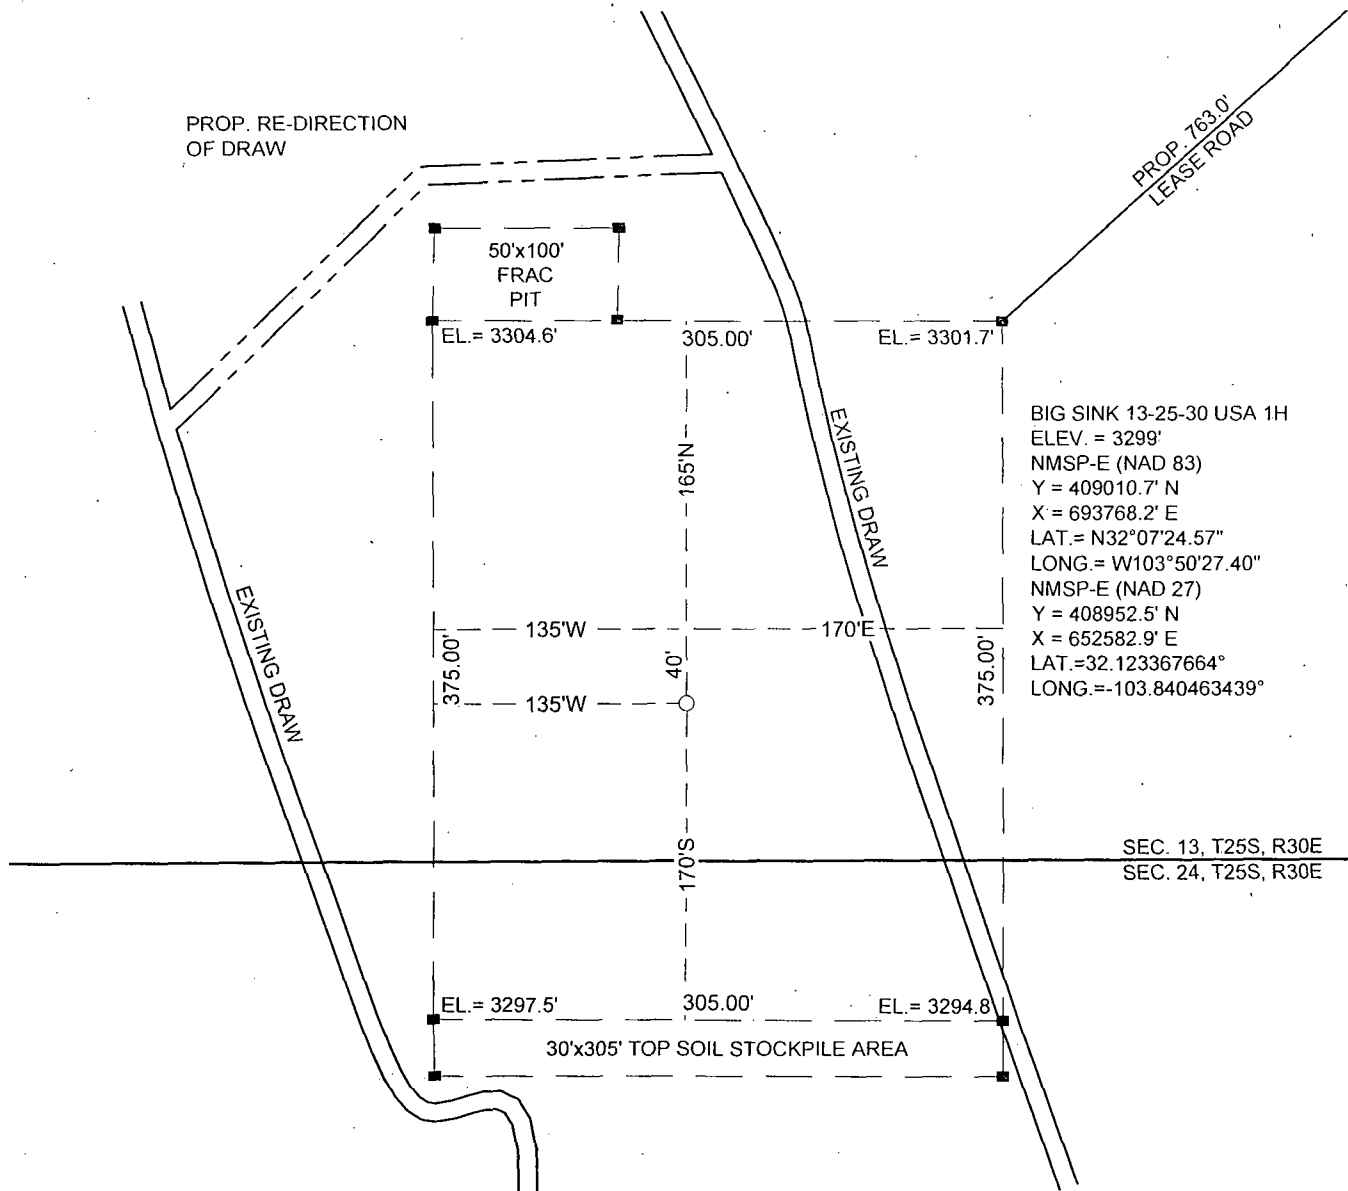 PROP. RE-DIRECTION
OF DRAW
PROP. 763.0'
LEASE ROAD
50'x100'
FRAC
PIT
EL.= 3304.6'
305.00'
EL.= 3301.7'
165'N
EXISTING DRAW
BIG SINK 13-25-30 USA 1H
ELEV. = 3299'
NMSP-E (NAD 83)
Y = 409010.7' N
X = 693768.2' E
LAT.= N32°07'24.57"
LONG.= W103°50'27.40"
NMSP-E (NAD 27)
Y = 408952.5' N
X = 652582.9' E
LAT.=32.123367664°
LONG.=-103.840463439°
EXISTING DRAW
135'W
170'E
375.00'
40'
375.00'
135'W
170'S
SEC. 13, T25S, R30E
SEC. 24, T25S, R30E
EL.= 3297.5'
305.00'
EL.= 3294.8'
30'x305' TOP SOIL STOCKPILE AREA